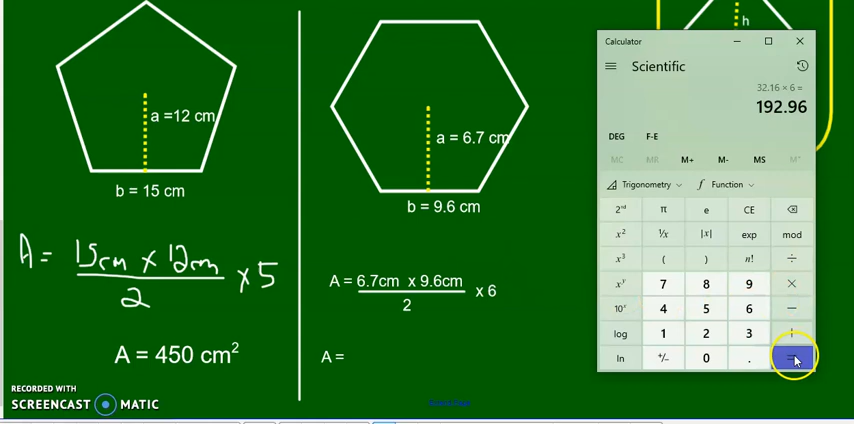 a =12 cm
b = 15 cm
A = 15cm x 12cm
2
x 5
A = 450 cm²
RECORDED WITH
SCREENCAST MATIC
a = 6.7 cm
b = 9.6 cm
A = 6.7cm x 9.6cm
2
x 6
A =
h
Calculator
Scientific
32.16 × 6 =
192.96
DEG F-E
MC MR M+ M- MS M˅
Trigonometry Function
2ⁿᵈ π e CE
x² ¹/x |x| exp mod
x³ ( ) n! ÷
xʸ 7 8 9 ×
10ˣ 4 5 6 −
log 1 2 3 +
ln +/− 0 . =